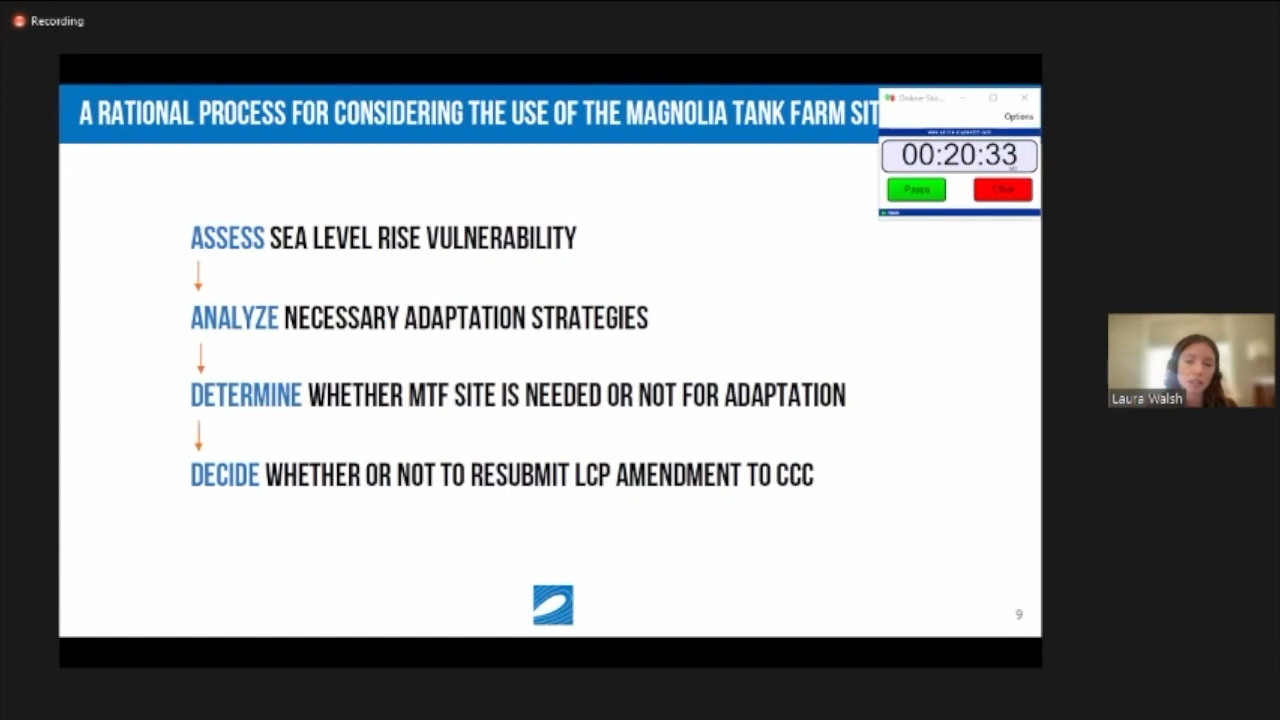 Recording
A RATIONAL PROCESS FOR CONSIDERING THE USE OF THE MAGNOLIA TANK FARM SIT
Options
00:20:33
Pause
Clear
ASSESS SEA LEVEL RISE VULNERABILITY
ANALYZE NECESSARY ADAPTATION STRATEGIES
DETERMINE WHETHER MTF SITE IS NEEDED OR NOT FOR ADAPTATION
DECIDE WHETHER OR NOT TO RESUBMIT LCP AMENDMENT TO CCC
Laura Walsh
9